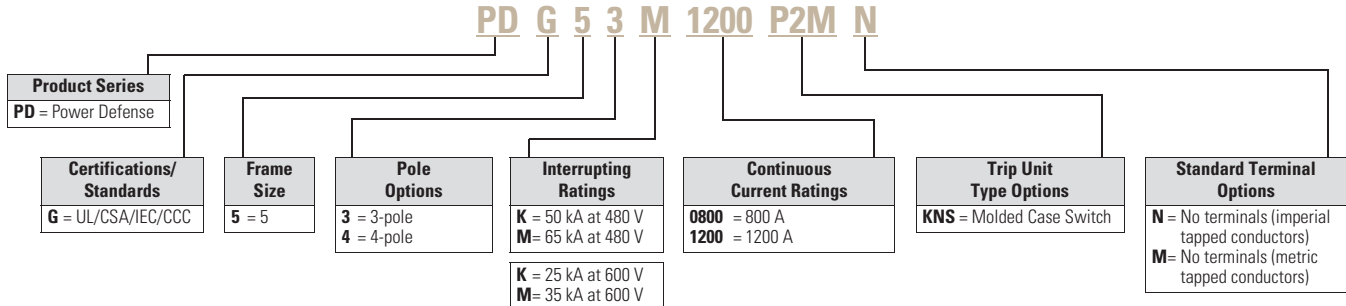 PD G 5 3 M 1200 P2M N
Product Series
PD = Power Defense
Certifications/
Standards
G = UL/CSA/IEC/CCC
Frame
Size
5 = 5
Pole
Options
3 = 3-pole
4 = 4-pole
Interrupting
Ratings
K = 50 kA at 480 V
M= 65 kA at 480 V
K = 25 kA at 600 V
M= 35 kA at 600 V
Continuous
Current Ratings
0800 = 800 A
1200 = 1200 A
Trip Unit
Type Options
KNS = Molded Case Switch
Standard Terminal
Options
N = No terminals (imperial
tapped conductors)
M= No terminals (metric
tapped conductors)